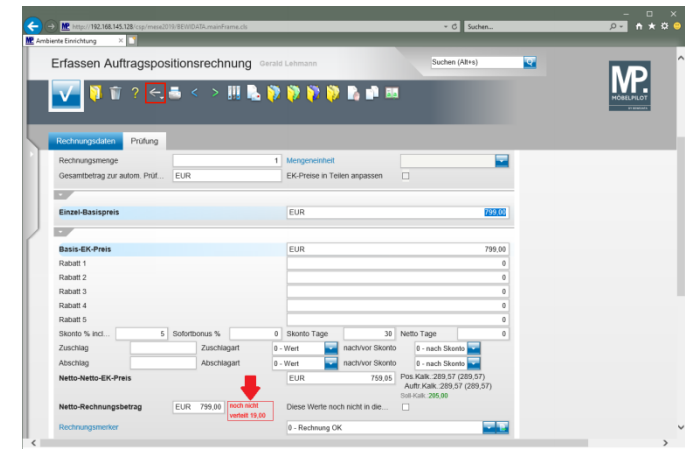 http://192.168.145.128/csp/mese2019/BEWIDATA.mainFrame.cls
Suchen...
Ambiente Einrichtung
Erfassen Auftragspositionsrechnung Gerald Lehmann
Suchen (Alt+s)
MP.
MÖBELPILOT
Rechnungsdaten Prüfung
Rechnungsmenge 1 Mengeneinheit
Gesamtbetrag zur autom. Prüt... EUR EK-Preise in Teilen anpassen
Einzel-Basispreis EUR 799,00
Basis-EK-Preis EUR 799,00
Rabatt 1 0
Rabatt 2 0
Rabatt 3 0
Rabatt 4 0
Rabatt 5 0
Skonto % incl... 5 Sofortbonus % 0 Skonto Tage 30 Netto Tage 0
Zuschlag Zuschlagart 0 - Wert nach/vor Skonto 0 - nach Skonto
Abschlag Abschlagart 0 - Wert nach/vor Skonto 0 - nach Skonto
Netto-Netto-EK-Preis EUR 759,05 Pos.Kalk.:289,57 (289,57)
Auftr.Kalk.:289,57 (289,57)
Soll-Kalk.:205,00
Netto-Rechnungsbetrag EUR 799,00 noch nicht verteilt 19,00 Diese Werte noch nicht in die...
Rechnungsmerker 0 - Rechnung OK